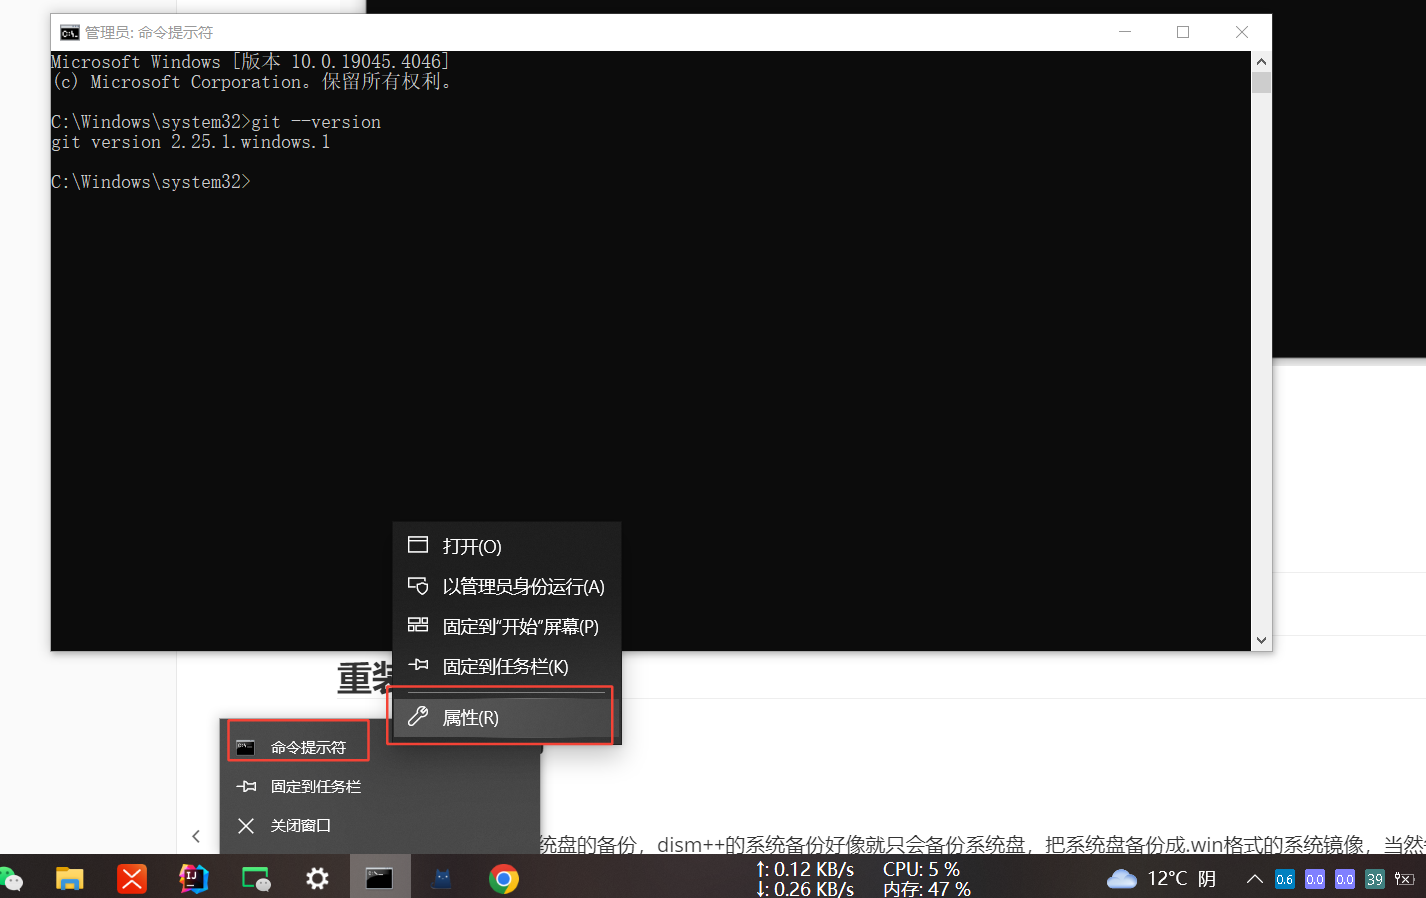 管理员: 命令提示符
Microsoft Windows [版本 10.0.19045.4046]
(c) Microsoft Corporation。保留所有权利。
C:\Windows\system32>git --version
git version 2.25.1.windows.1
C:\Windows\system32>
打开(O)
以管理员身份运行(A)
固定到“开始”屏幕(P)
固定到任务栏(K)
属性(R)
重装
命令提示符
固定到任务栏
关闭窗口
统盘的备份，dism++的系统备份好像就只会备份系统盘，把系统盘备份成.win格式的系统镜像，当然
↑: 0.12 KB/s CPU: 5 %
↓: 0.26 KB/s 内存: 47 %
12°C 阴
0.6 0.0 0.0 39